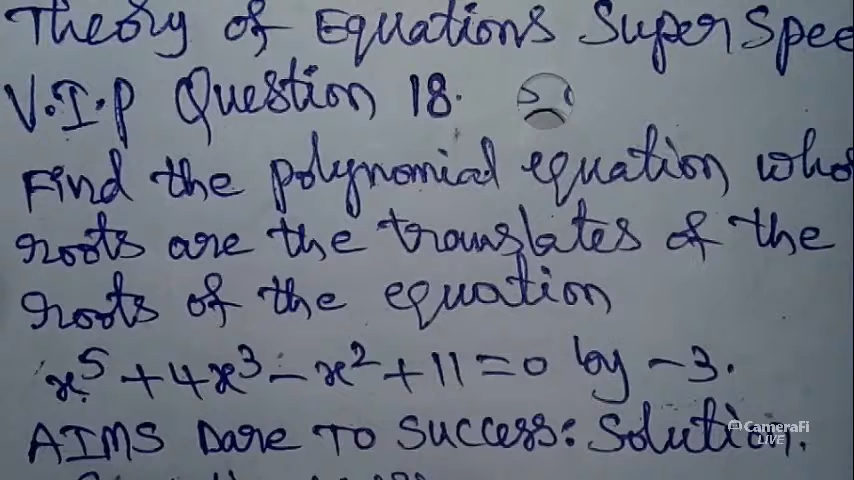 Theory of Equations Super Spee
V.I.P Question 18.
Find the polynomial equation whos
roots are the translates of the
roots of the equation
x⁵ + 4x³ - x² + 11 = 0 by -3.
AIMS Dare To Success: Solution.
CameraFi
LIVE